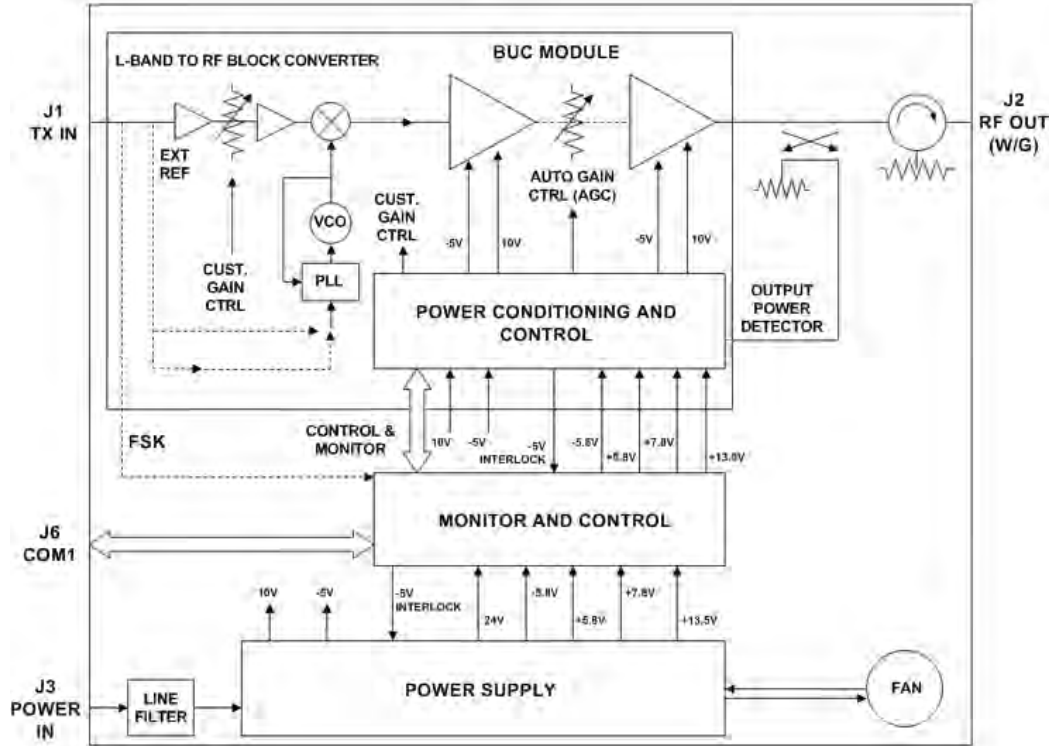 BUC MODULE
L-BAND TO RF BLOCK CONVERTER
J1
TX IN
J2
RF OUT
(W/G)
EXT
REF
AUTO GAIN
CTRL (AGC)
CUST.
GAIN
CTRL
VCO
-5V
10V
-5V
10V
CUST.
GAIN
CTRL
PLL
OUTPUT
POWER
DETECTOR
POWER CONDITIONING AND
CONTROL
FSK
CONTROL &
MONITOR
10V
-5V
-5V
INTERLOCK
-5.8V
+5.8V
+7.8V
+13.0V
MONITOR AND CONTROL
J6
COM1
10V
-5V
-5V
INTERLOCK
24V
-5.8V
+5.8V
+7.8V
+13.5V
POWER SUPPLY
FAN
J3
POWER
IN
LINE
FILTER